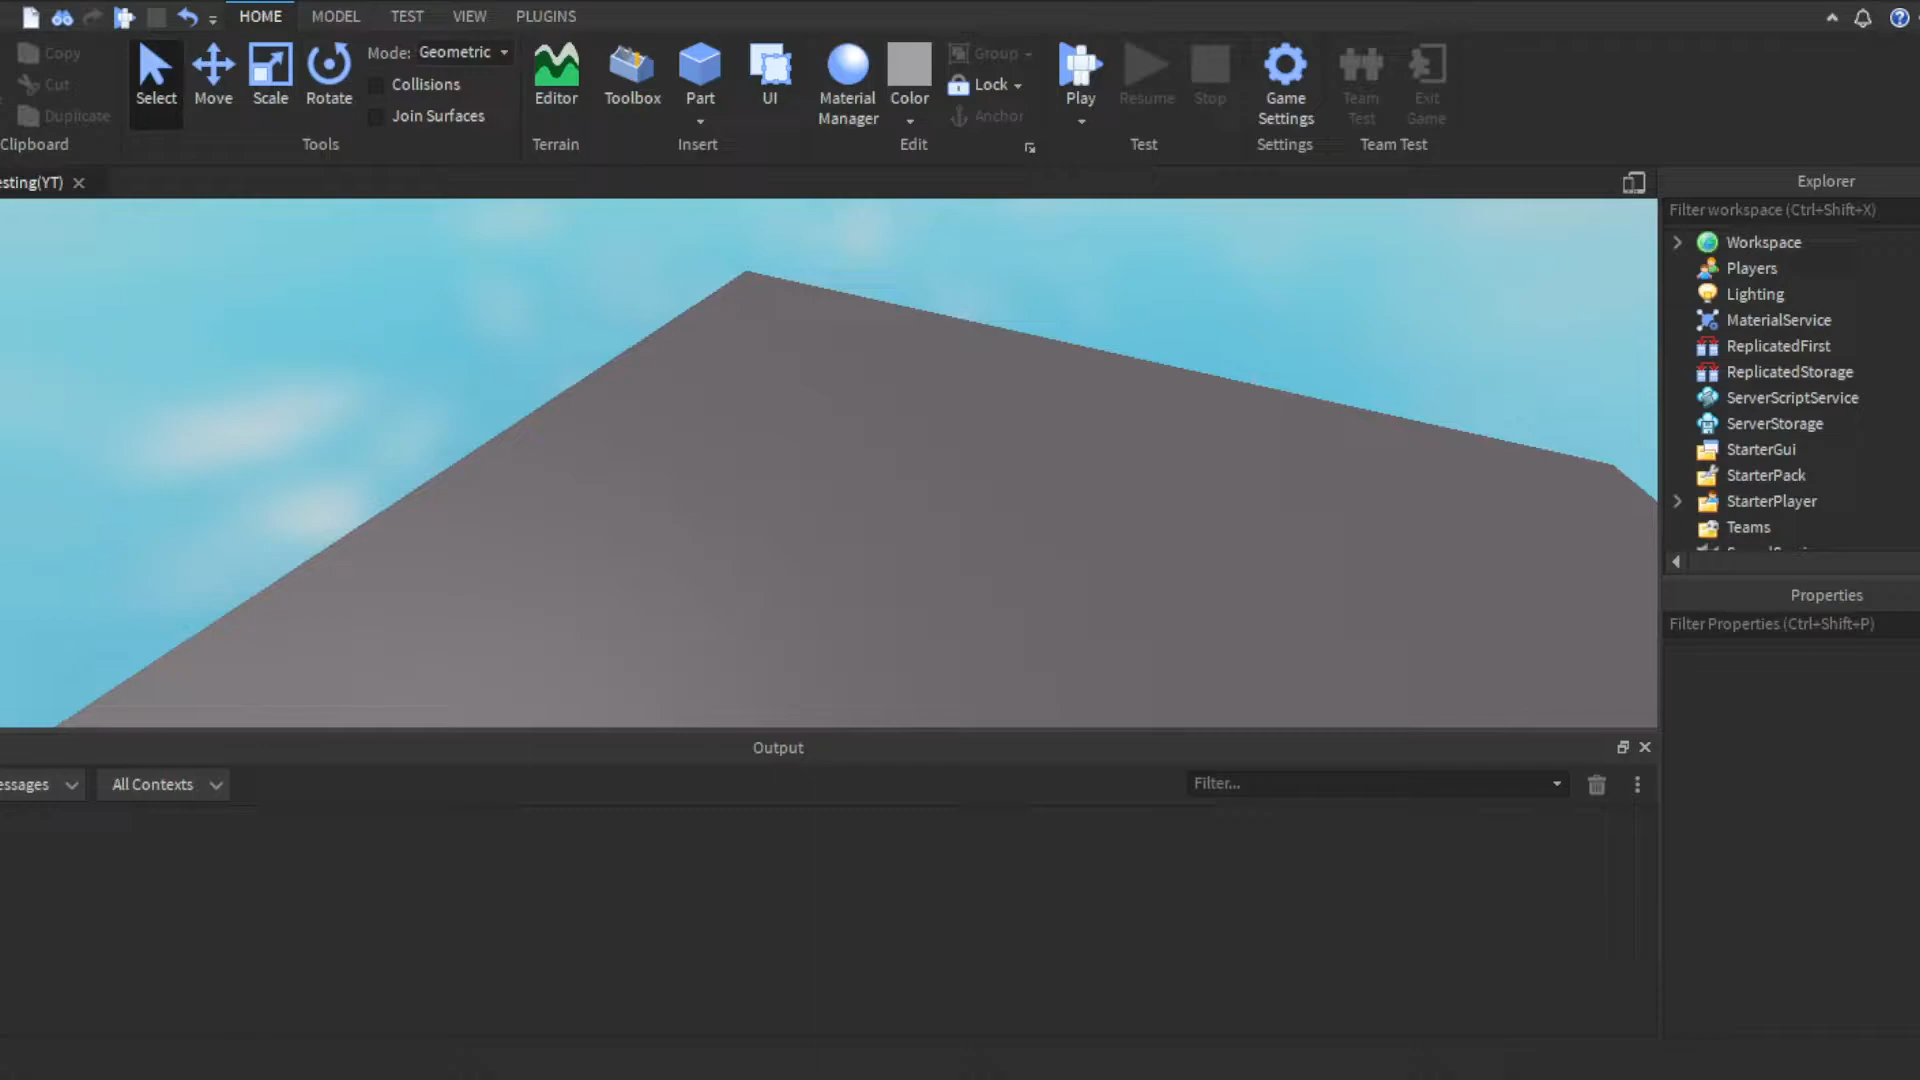 HOME MODEL TEST VIEW PLUGINS
Copy
Cut
Duplicate
Clipboard
Select Move Scale Rotate
Mode: Geometric
Collisions
Join Surfaces
Tools
Editor
Terrain
Toolbox Part UI
Insert
Material
Manager
Color
Group
Lock
Anchor
Edit
Play Resume Stop
Test
Game
Settings
Settings
Team
Test
Exit
Game
Team Test
esting(YT)
Explorer
Filter workspace (Ctrl+Shift+X)
Workspace
Players
Lighting
MaterialService
ReplicatedFirst
ReplicatedStorage
ServerScriptService
ServerStorage
StarterGui
StarterPack
StarterPlayer
Teams
Properties
Filter Properties (Ctrl+Shift+P)
Output
essages All Contexts Filter...